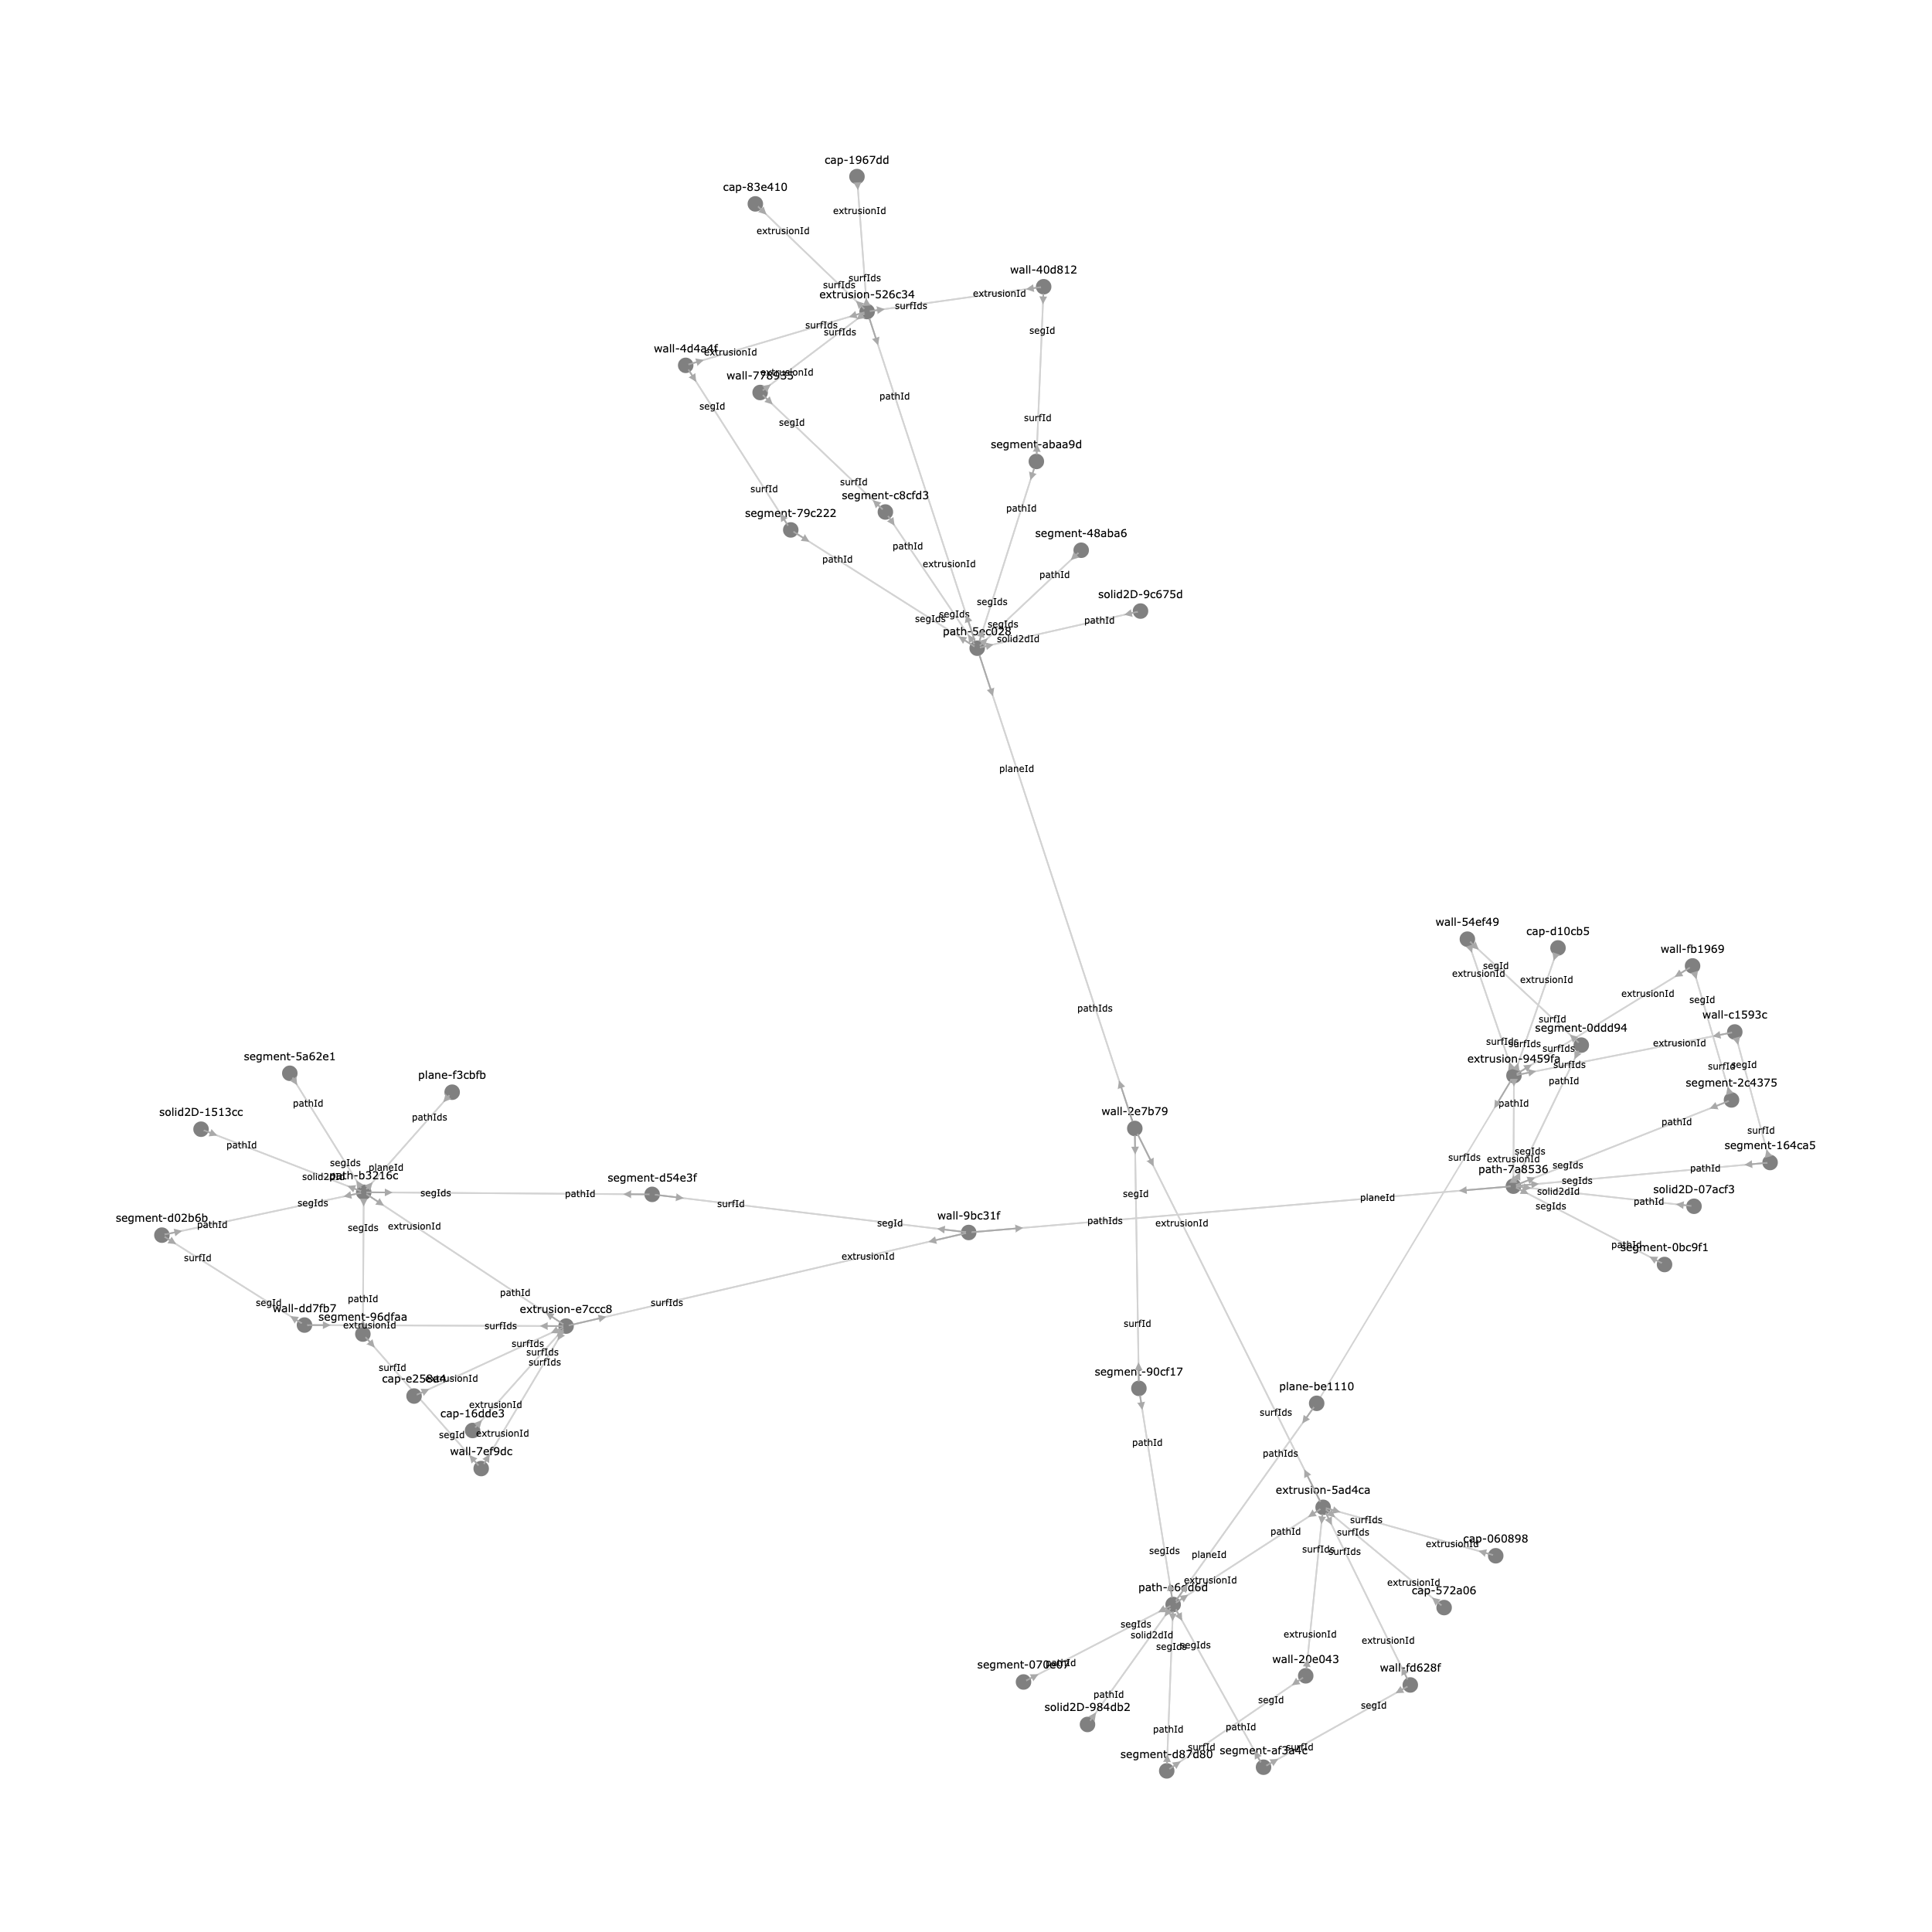 cap-1967dd
cap-83e410
extrusionId
extrusionId
wall-40d812
surfIds
surfIds
extrusion-526c34
extrusionId
surfIds
surfIds
surfIds
segId
wall-4d4a4f
extrusionId
extrusionId
wall-778935
pathId
segId
surfId
segId
segment-abaa9d
surfId
surfId
segment-c8cfd3
pathId
segment-79c222
segment-48aba6
pathId
pathId
extrusionId
pathId
solid2D-9c675d
segIds
segIds
segIds
pathId
segIds
path-5ec028
solid2dId
planeId
wall-54ef49
cap-d10cb5
wall-fb1969
segId
extrusionId
extrusionId
extrusionId
segId
pathIds
wall-c1593c
surfId
segment-0ddd94
surfIds
surfIds
extrusionId
surfIds
extrusion-9459fa
surfIds
surfId
segId
segment-5a62e1
plane-f3cbfb
pathId
segment-2c4375
pathId
pathId
solid2D-1513cc
pathIds
wall-2e7b79
pathId
surfId
pathId
segIds
segment-164ca5
surfIds
extrusionId
segIds
segIds
planeId
path-7a8536
pathId
solid2dId
path-b3216c
segment-d54e3f
segIds
segIds
pathId
planeId
solid2dId
solid2D-07acf3
segIds
surfId
segId
pathId
segIds
segment-d02b6b
pathId
segIds
extrusionId
wall-9bc31f
pathIds
segId
extrusionId
pathId
segment-0bc9f1
surfId
extrusionId
pathId
pathId
segId
wall-dd7fb7
segment-96dfaa
extrusion-e7ccc8
surfIds
extrusionId
surfIds
surfId
surfIds
surfIds
surfIds
surfId
segment-90cf17
cap-e258a4
extrusionId
plane-be1110
cap-16dde3
extrusionId
surfIds
segId
extrusionId
pathId
wall-7ef9dc
pathIds
extrusion-5ad4ca
surfIds
pathId
surfIds
cap-060898
extrusionId
surfIds
surfIds
segIds
planeId
extrusionId
extrusionId
cap-572a06
path-e6cd6d
segIds
solid2dId
extrusionId
extrusionId
segIds
segIds
segment-070e07
pathId
wall-20e043
wall-fd628f
pathId
solid2D-984db2
segId
segId
pathId
pathId
surfId
surfId
segment-d87d80
segment-af3a4c